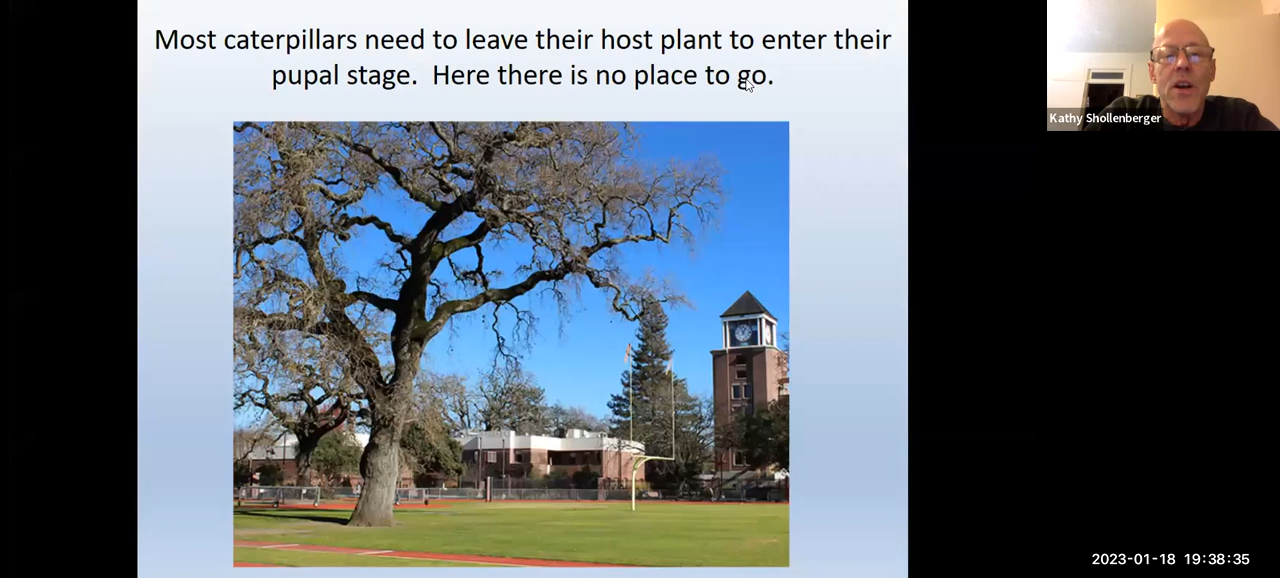 Most caterpillars need to leave their host plant to enter their
pupal stage.  Here there is no place to go.
Kathy Shollenberger
2023-01-18 19:38:35